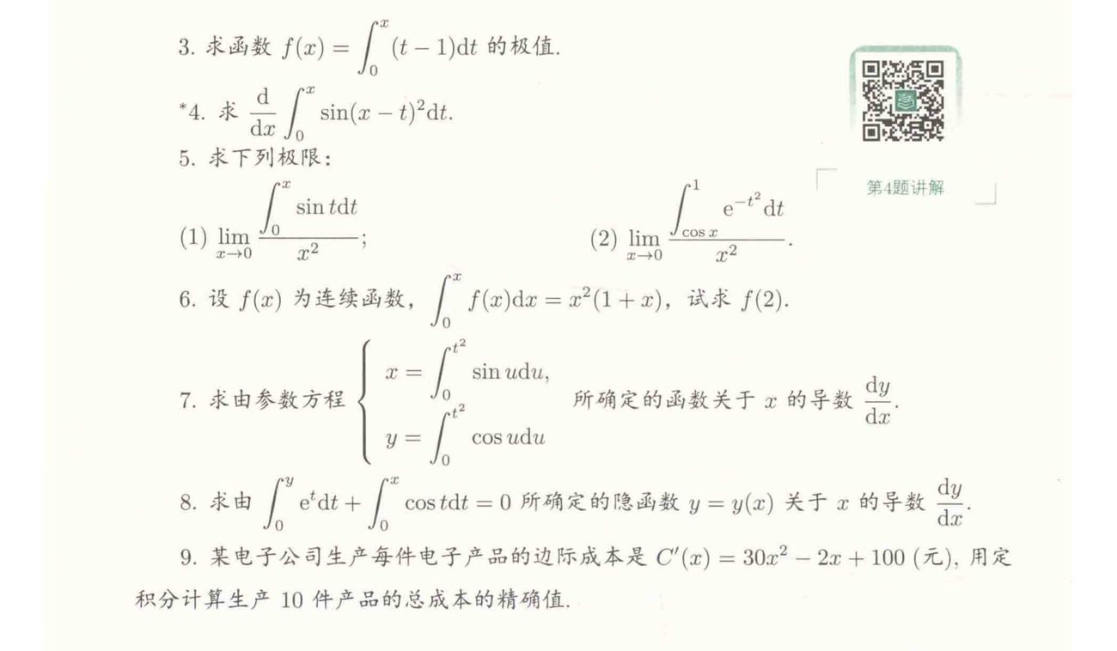 3. 求函数 f(x) = ∫₀ˣ (t − 1)dt 的极值.
*4. 求 d/dx ∫₀ˣ sin(x − t)²dt.
5. 求下列极限:
第4题讲解
(1) lim_{x→0} (∫₀ˣ sin tdt)/x²; (2) lim_{x→0} (∫_{cos x}^{1} e^{−t²}dt)/x².
6. 设 f(x) 为连续函数, ∫₀ˣ f(x)dx = x²(1 + x), 试求 f(2).
7. 求由参数方程 { x = ∫₀^{t²} sin udu, y = ∫₀^{t²} cos udu 所确定的函数关于 x 的导数 dy/dx.
8. 求由 ∫₀^y eᵗdt + ∫₀ˣ cos tdt = 0 所确定的隐函数 y = y(x) 关于 x 的导数 dy/dx.
9. 某电子公司生产每件电子产品的边际成本是 C′(x) = 30x² − 2x + 100 (元), 用定
积分计算生产 10 件产品的总成本的精确值.